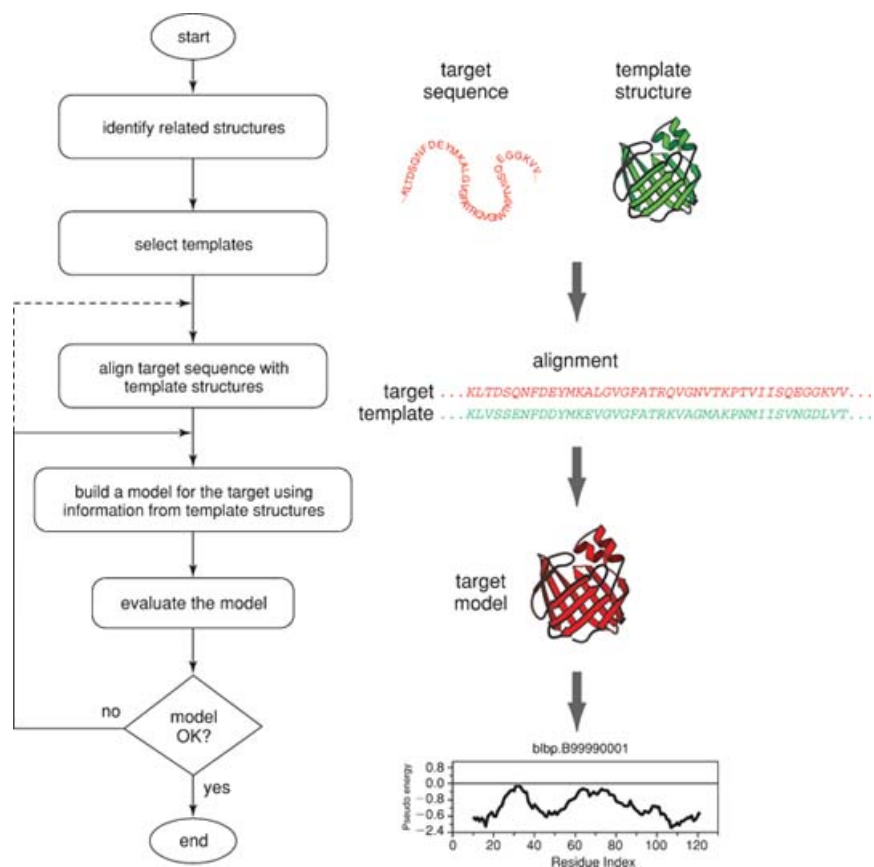 start
identify related structures
select templates
align target sequence with
template structures
build a model for the target using
information from template structures
evaluate the model
no
model
OK?
yes
end
target
sequence
template
structure
alignment
target ...KLTDSQNFDEYMKALGVGFATRQVGNVTKPTVIISQEGGKVV...
template ...KLVSSENFDDYMKEVGVGFATRKVAGMAKPNMIISVNGDLVT...
target
model
blbp.B99990001
Pseudo energy
0.8
0.0
−0.8
−0.6
−2.4
0 20 40 60 80 100 120
Residue Index